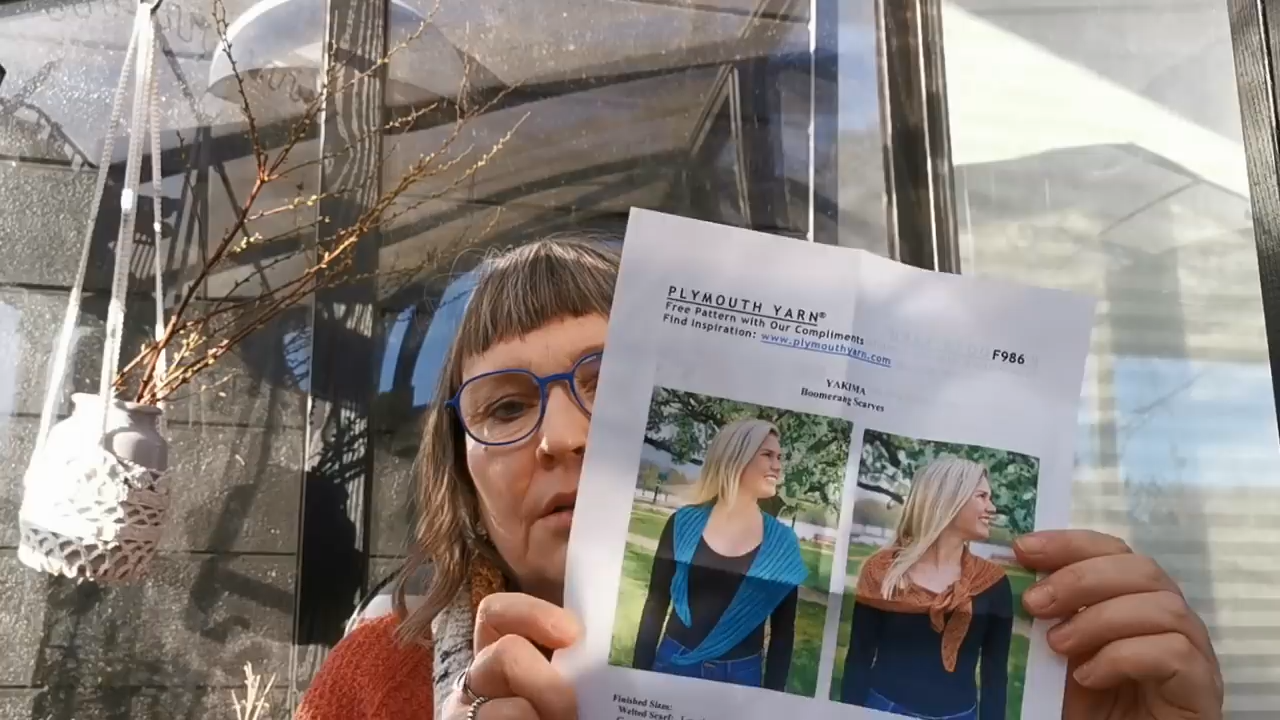 PLYMOUTH YARN®
Free Pattern with Our Compliments
Find inspiration: www.plymouthyarn.com
F986
YAKIMA
Boomerang Scarves
Finished Sizes:
Welted Scarf: